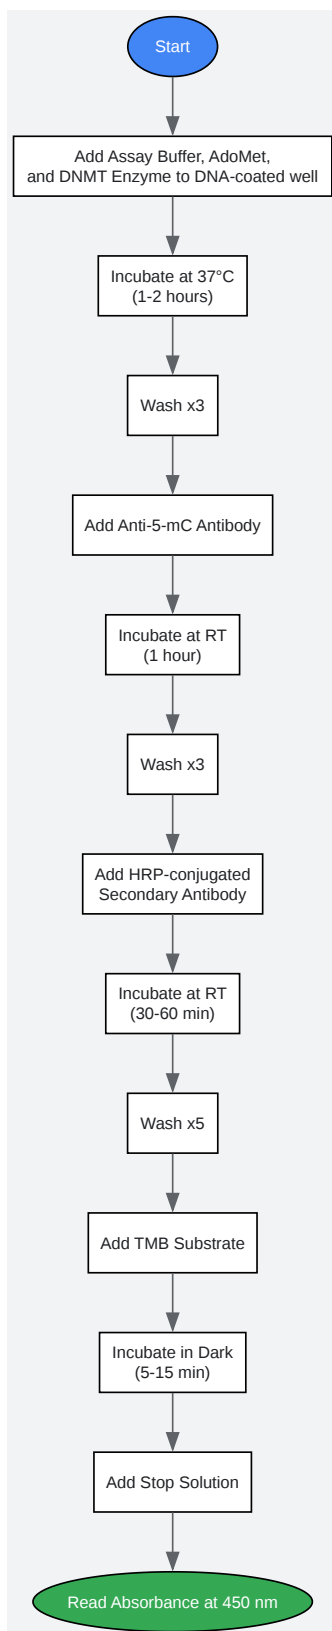 Start
Add Assay Buffer, AdoMet,
and DNMT Enzyme to DNA-coated well
Incubate at 37°C
(1-2 hours)
Wash x3
Add Anti-5-mC Antibody
Incubate at RT
(1 hour)
Wash x3
Add HRP-conjugated
Secondary Antibody
Incubate at RT
(30-60 min)
Wash x5
Add TMB Substrate
Incubate in Dark
(5-15 min)
Add Stop Solution
Read Absorbance at 450 nm